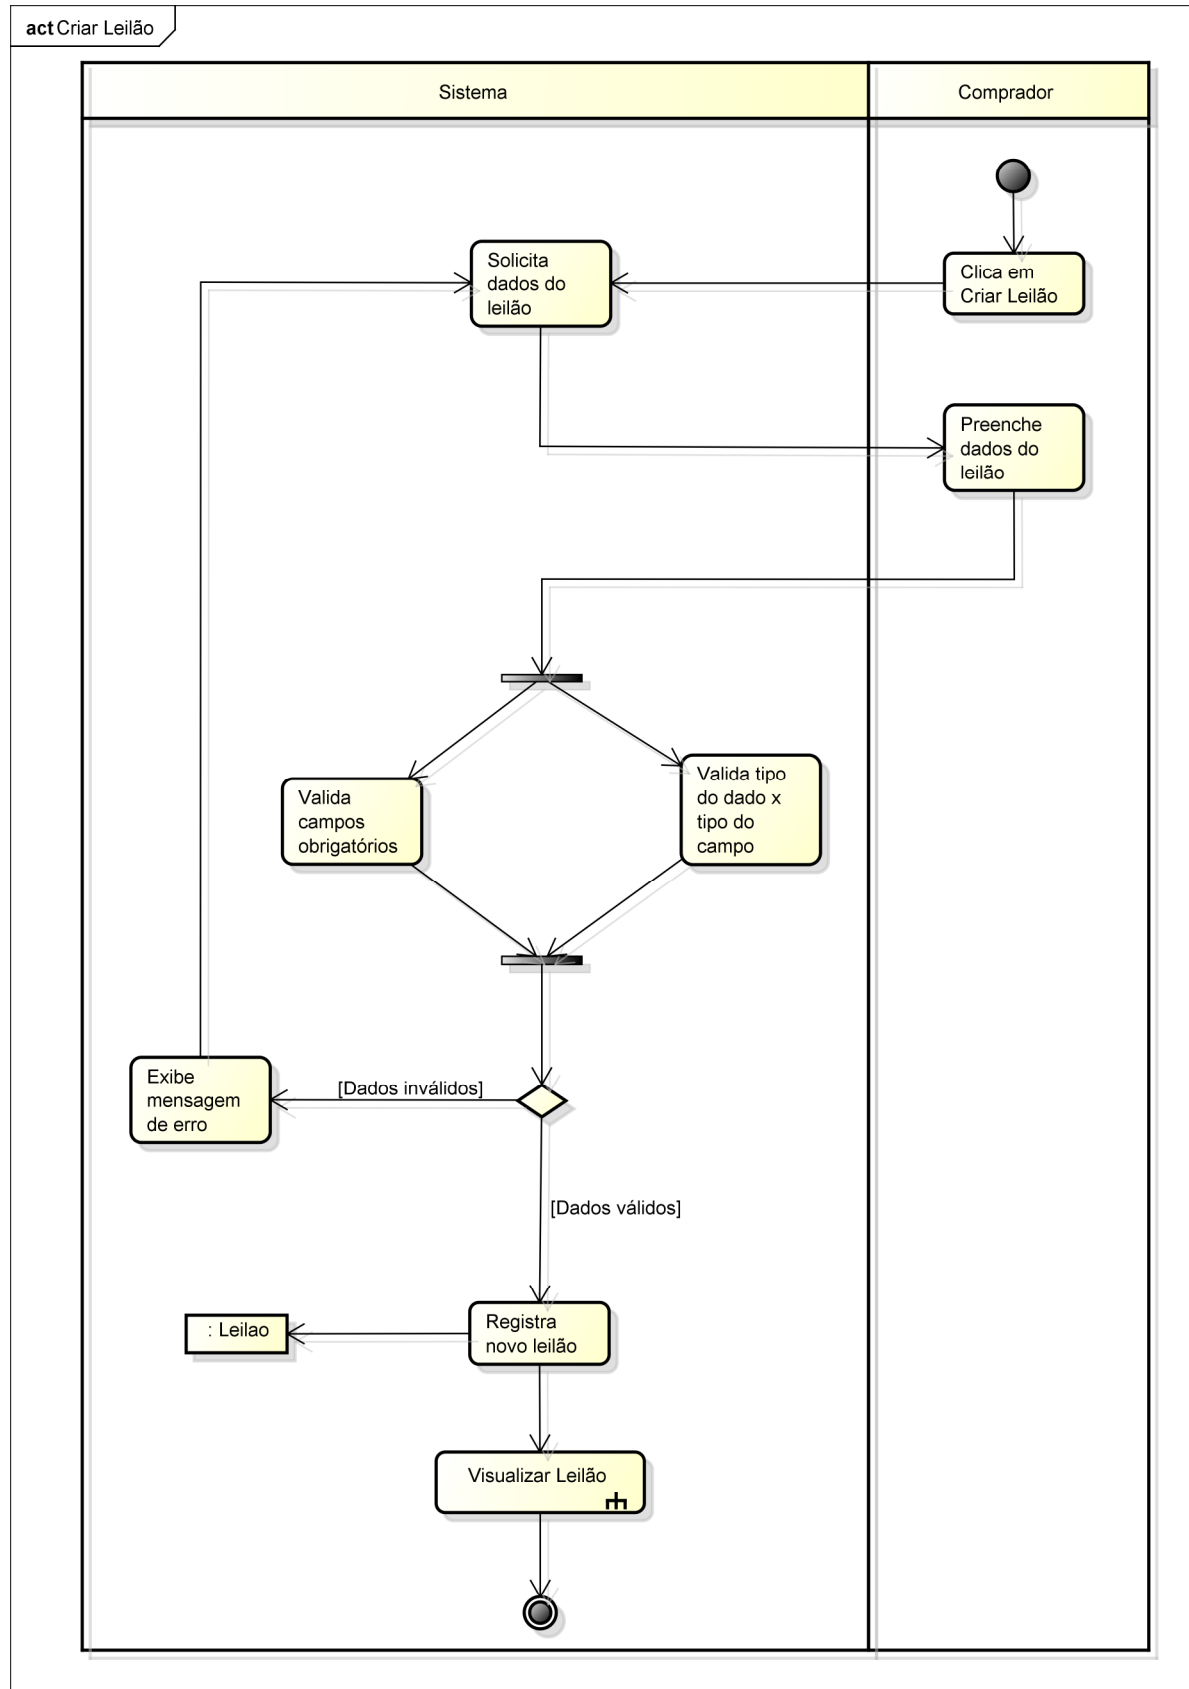 act Criar Leilão
Sistema
Comprador
Solicita
dados do
leilão
Clica em
Criar Leilão
Preenche
dados do
leilão
Valida
campos
obrigatórios
Valida tipo
do dado x
tipo do
campo
Exibe
mensagem
de erro
[Dados inválidos]
[Dados válidos]
: Leilao
Registra
novo leilão
Visualizar Leilão